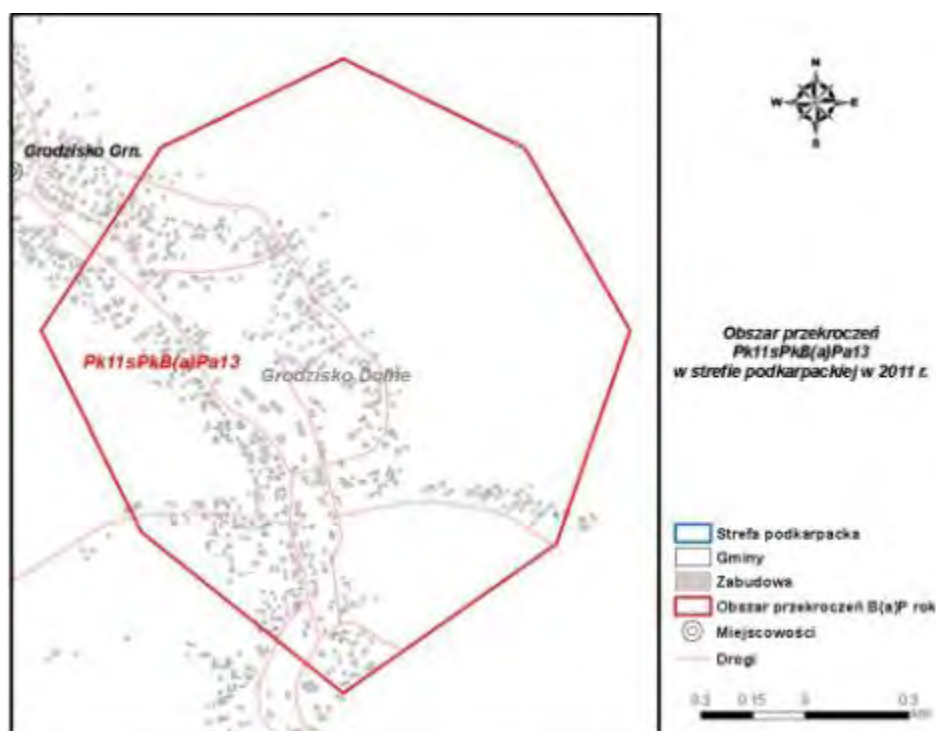 N
W E
S
Grodzisko Grn.
Pk11sPkB(a)Pa13
Grodzisko Dolne
Obszar przekroczeń
Pk11sPkB(a)Pa13
w strefie podkarpackiej w 2011 r.
Strefa podkarpacka
Gminy
Zabudowa
Obszar przekroczeń B(a)P rok
Miejscowości
Drogi
0.3 0.15 0 0.3
km